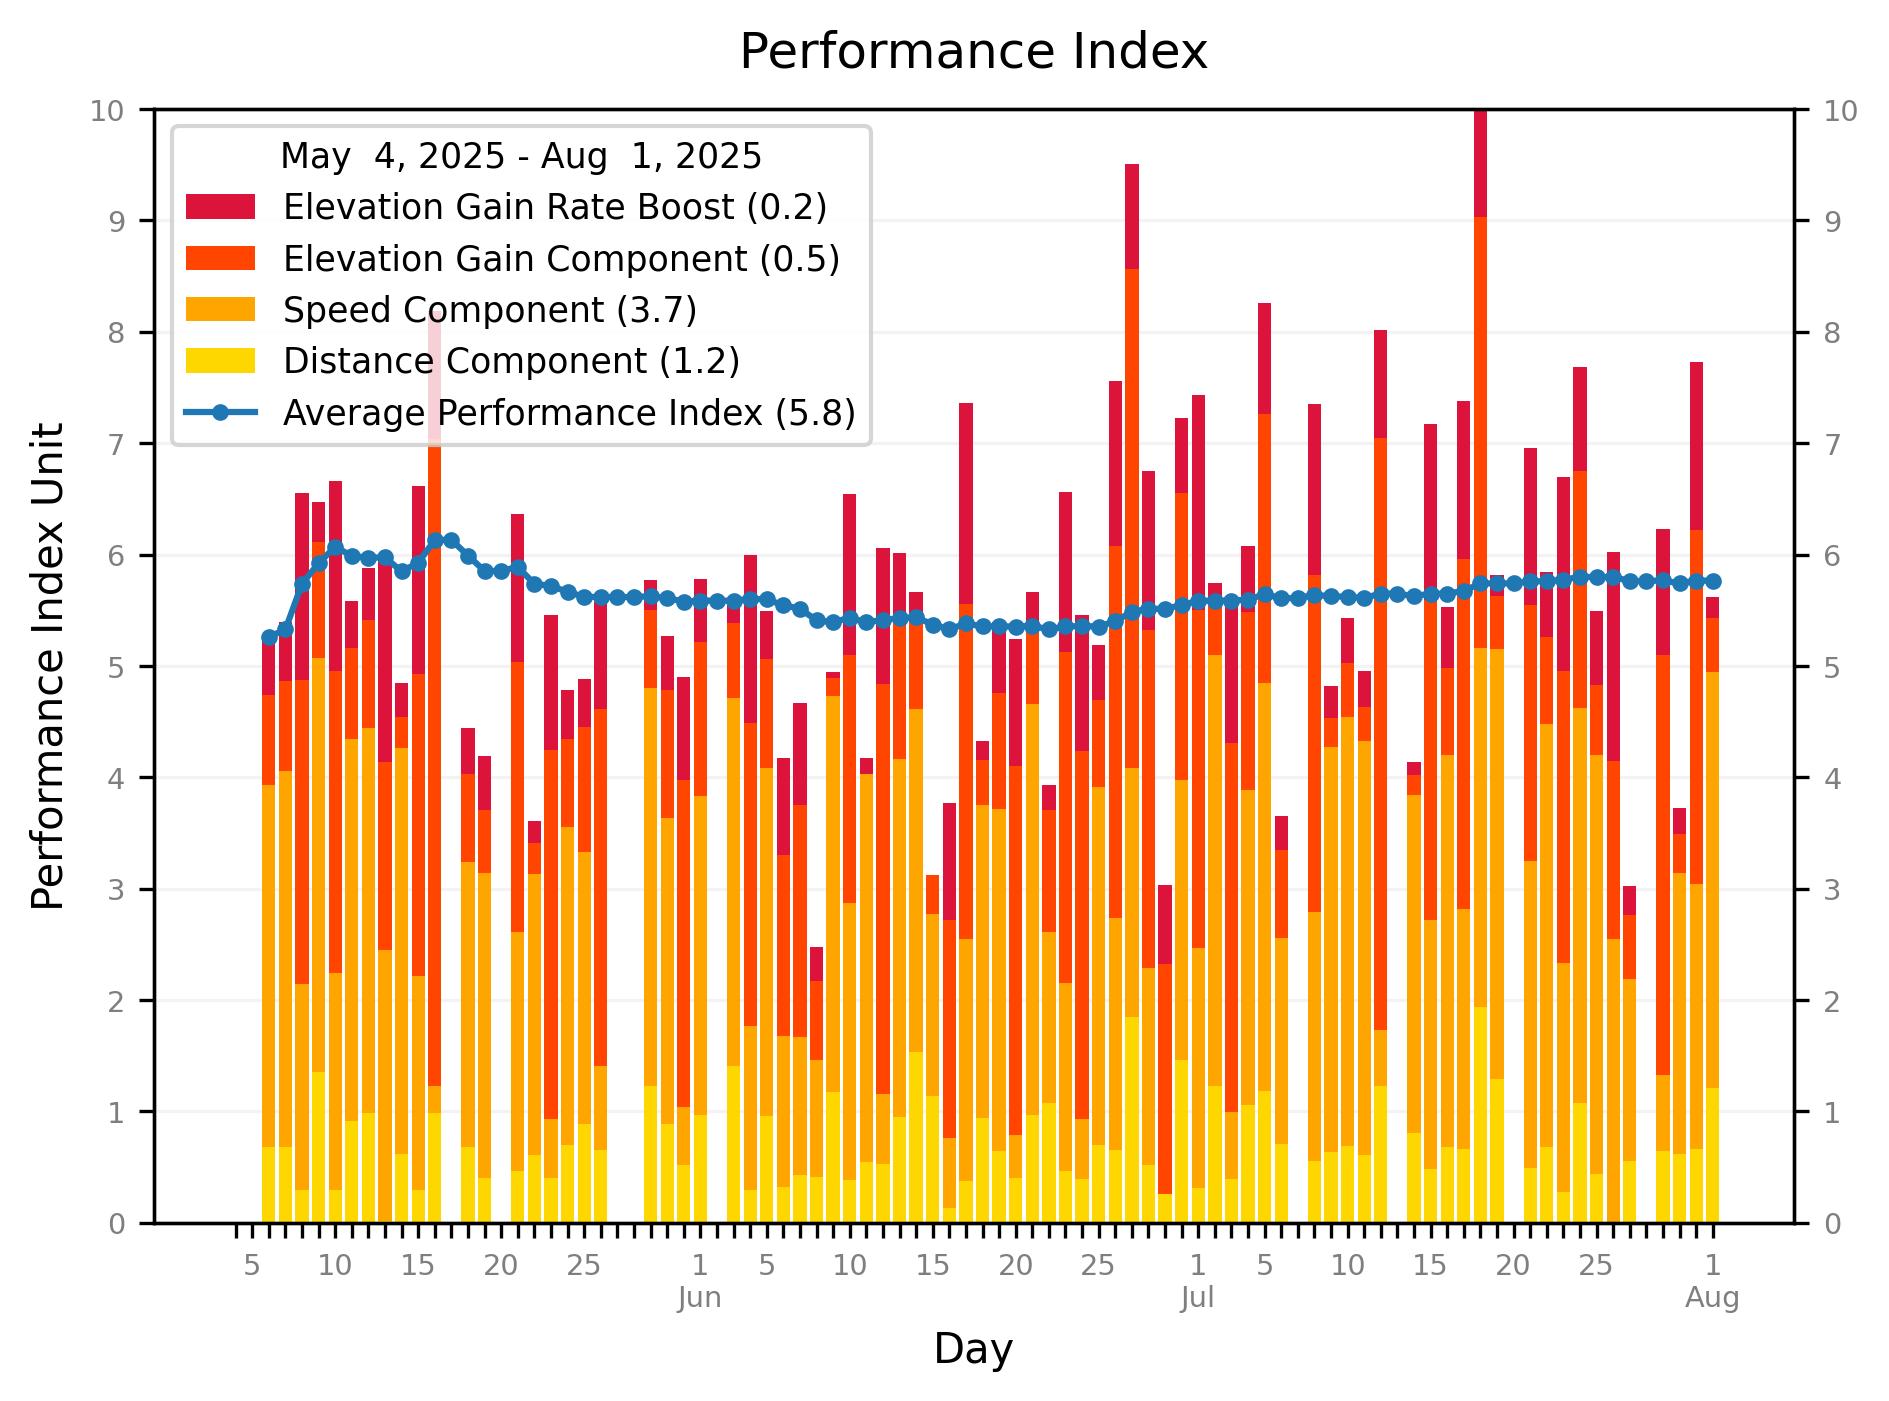 Performance Index
May 4, 2025 - Aug 1, 2025
Elevation Gain Rate Boost (0.2)
Elevation Gain Component (0.5)
Speed Component (3.7)
Distance Component (1.2)
Average Performance Index (5.8)
Performance Index Unit
10
9
8
7
6
5
4
3
2
1
0
10
9
8
7
6
5
4
3
2
1
0
5 10 15 20 25 1 5 10 15 20 25 1 5 10 15 20 25 1
Jun Jul Aug
Day